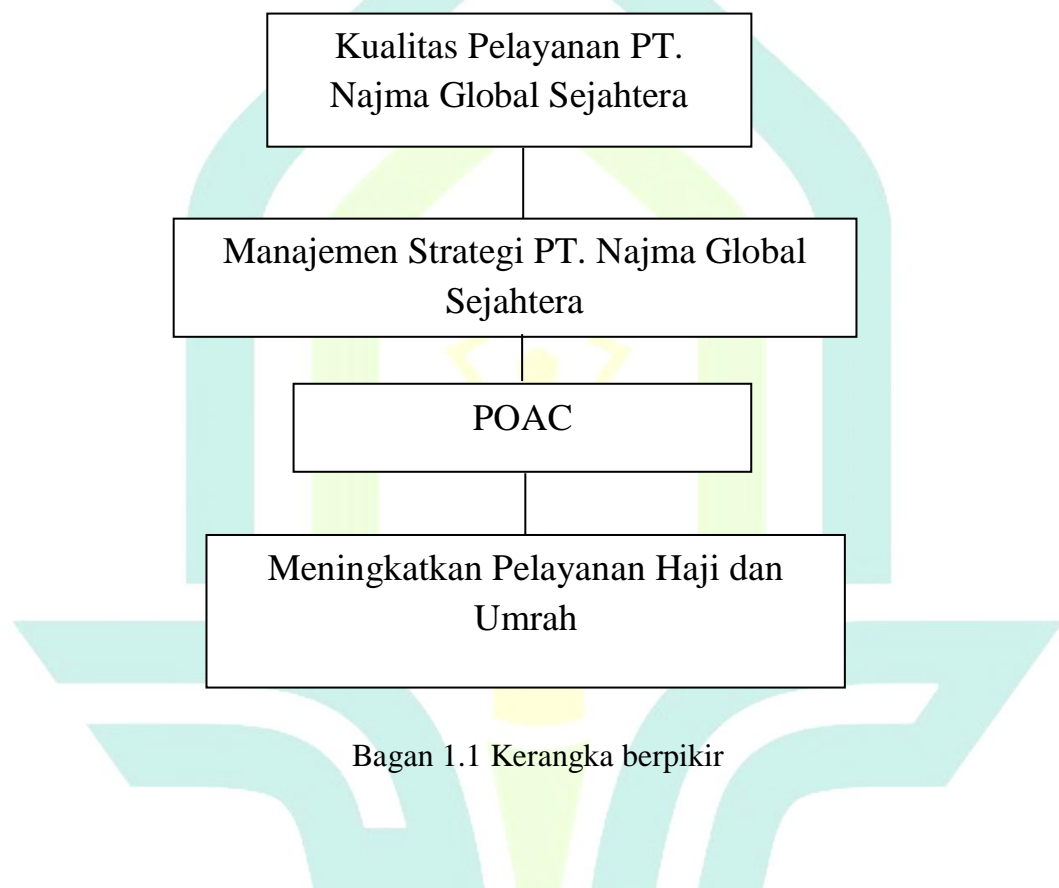 Kualitas Pelayanan PT.
Najma Global Sejahtera
Manajemen Strategi PT. Najma Global
Sejahtera
POAC
Meningkatkan Pelayanan Haji dan
Umrah
Bagan 1.1 Kerangka berpikir